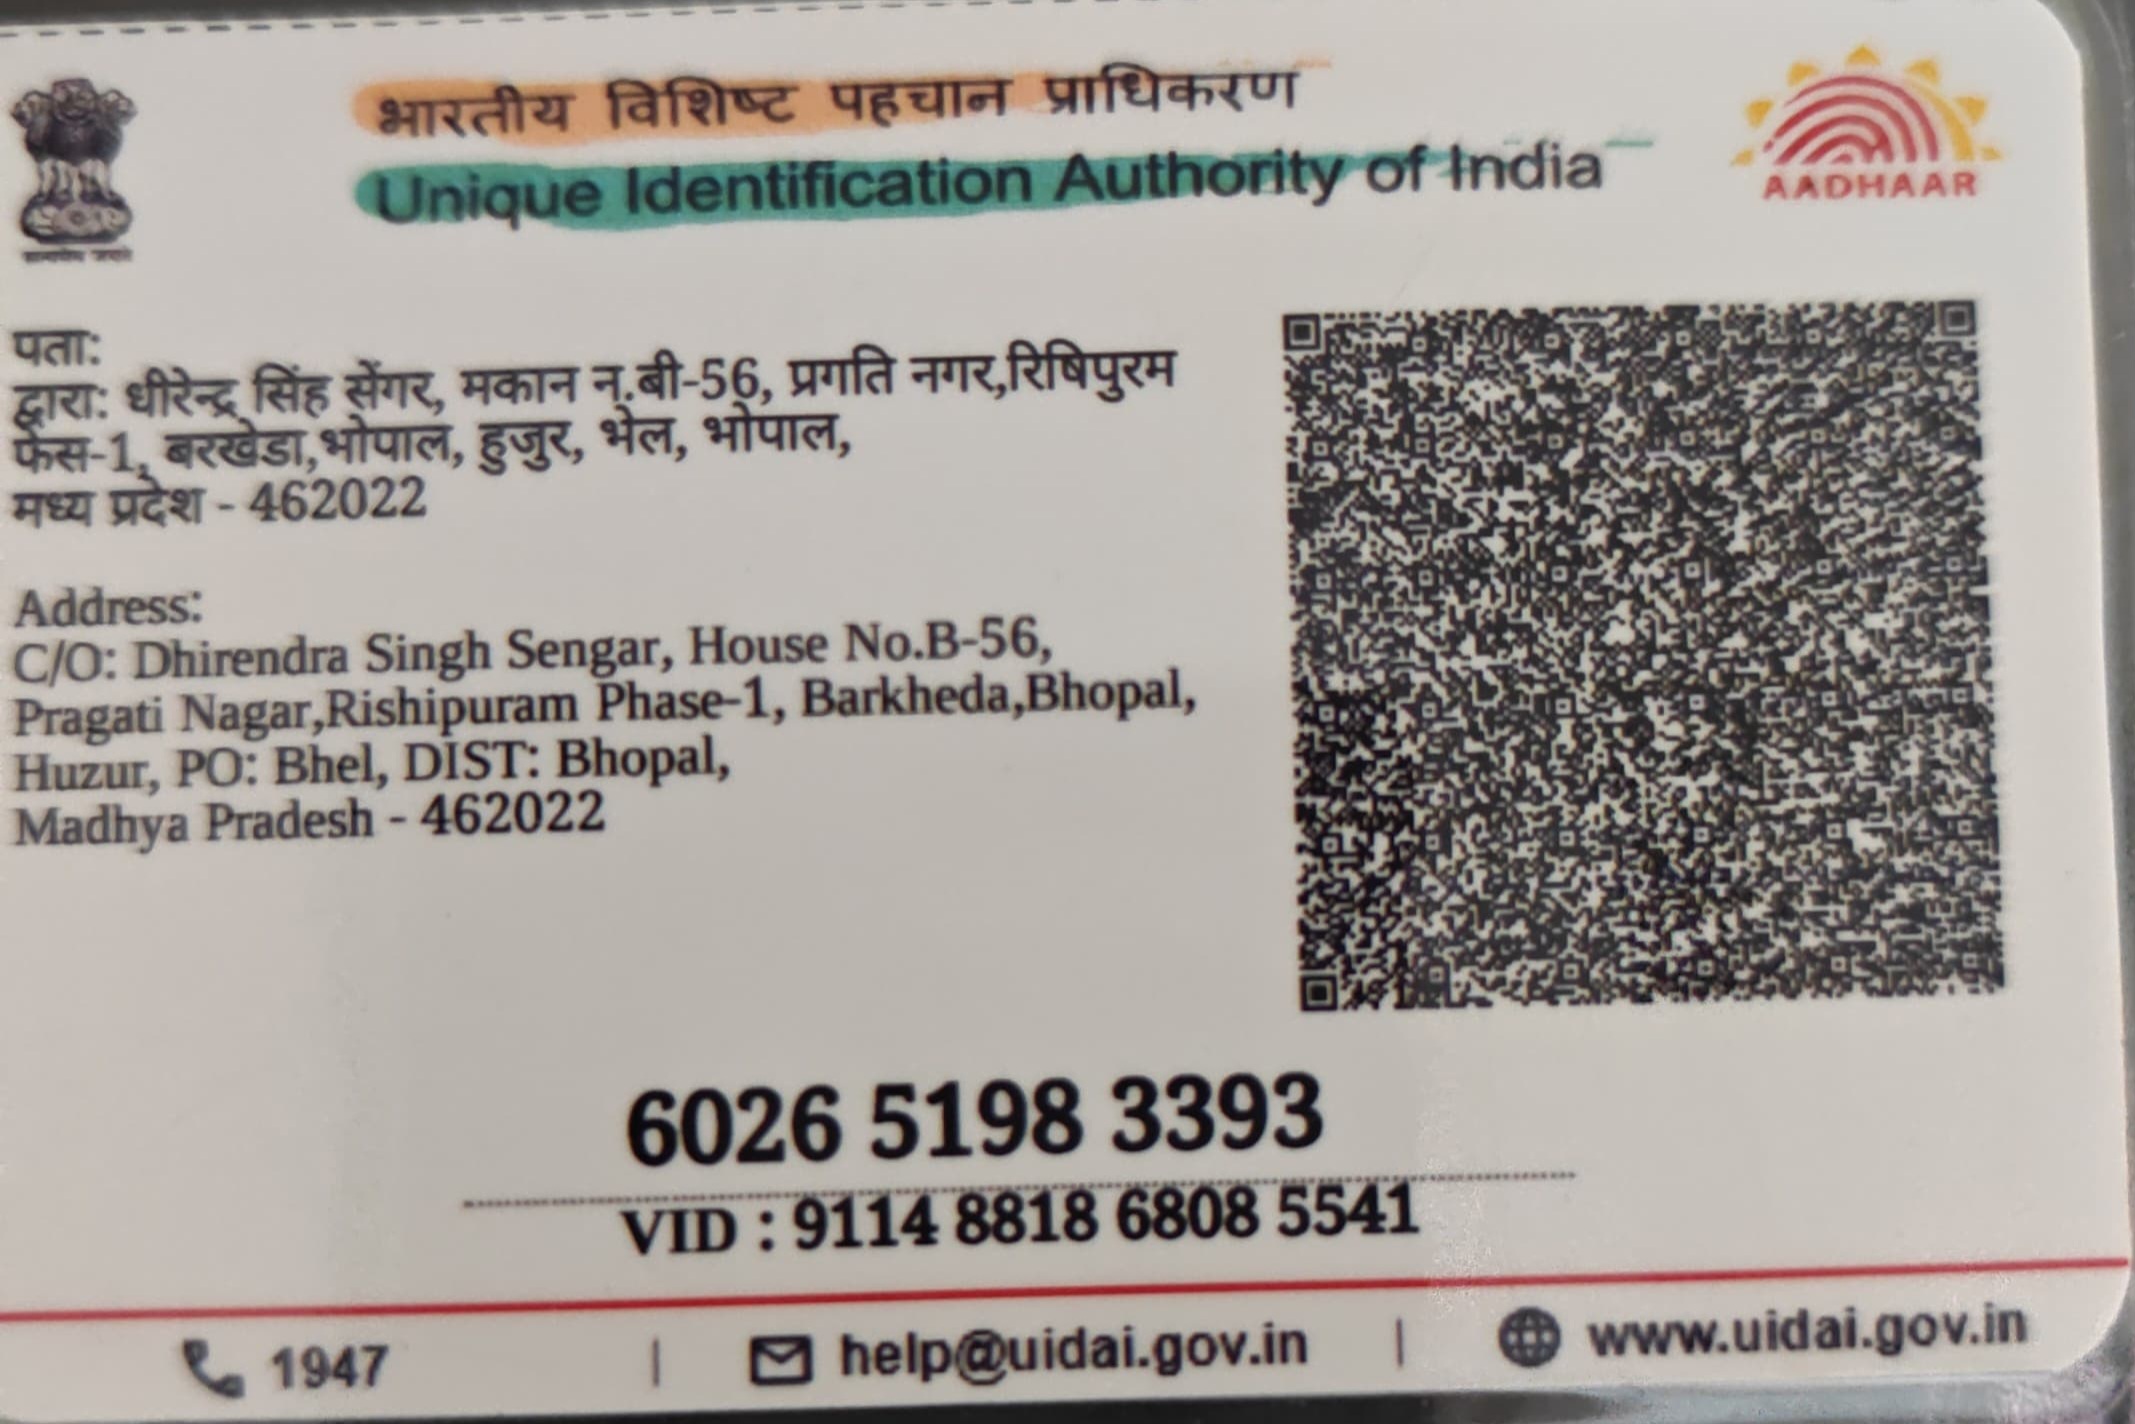 भारतीय विशिष्ट पहचान प्राधिकरण
Unique Identification Authority of India
AADHAAR
पता:
द्वारा: धीरेन्द्र सिंह सेंगर, मकान न.बी-56, प्रगति नगर,रिषिपुरम
फेस-1, बरखेडा,भोपाल, हुजुर, भेल, भोपाल,
मध्य प्रदेश - 462022
Address:
C/O: Dhirendra Singh Sengar, House No.B-56,
Pragati Nagar,Rishipuram Phase-1, Barkheda,Bhopal,
Huzur, PO: Bhel, DIST: Bhopal,
Madhya Pradesh - 462022
6026 5198 3393
VID : 9114 8818 6808 5541
1947 | help@uidai.gov.in | www.uidai.gov.in